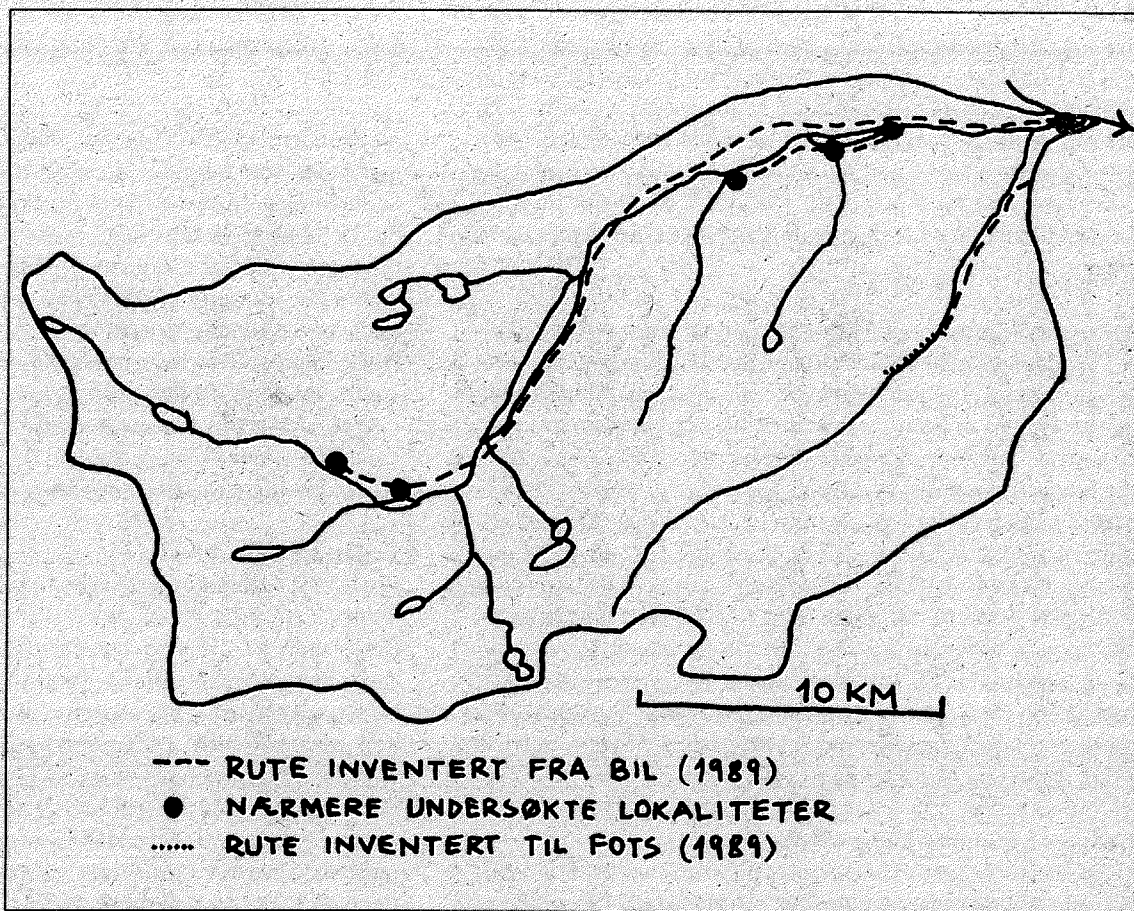 10 KM
--- RUTE INVENTERT FRA BIL (1989)
● NÆRMERE UNDERSØKTE LOKALITETER
...... RUTE INVENTERT TIL FOTS (1989)